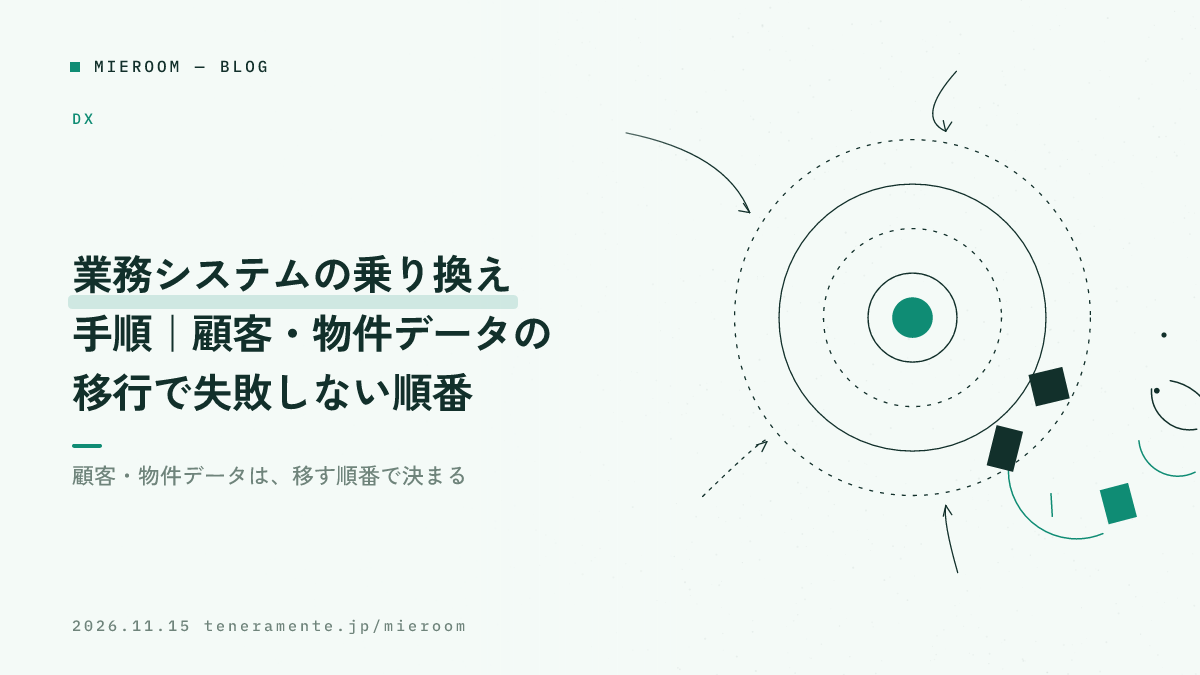 MIEROOM — BLOG
DX
業務システムの乗り換え
手順｜顧客・物件データの
移行で失敗しない順番
顧客・物件データは、移す順番で決まる
2026.11.15 teneramente.jp/mieroom